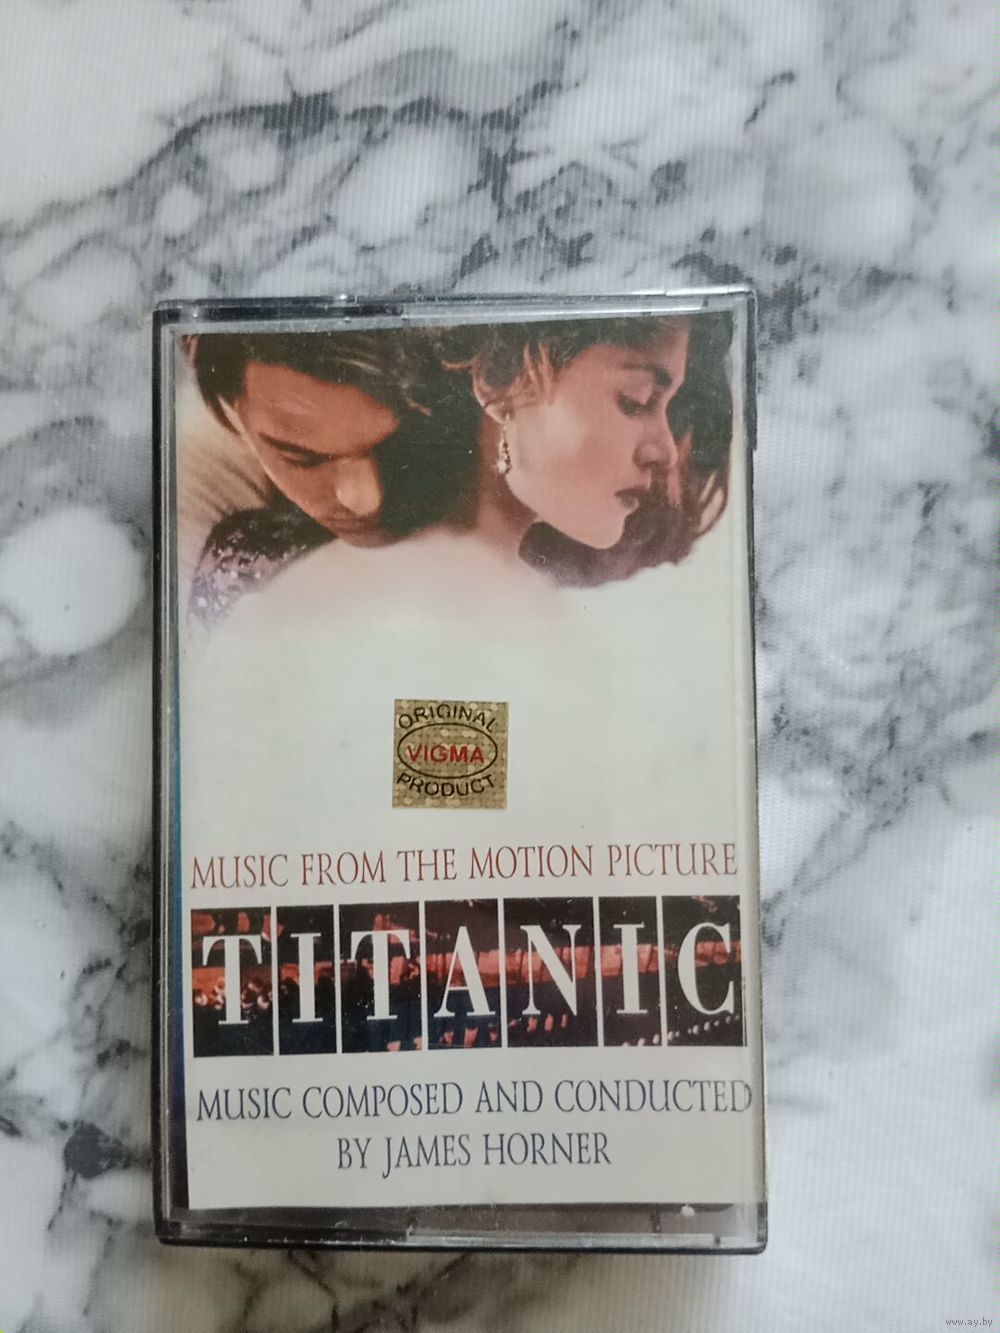 ORIGINAL
VIGMA
PRODUCT
MUSIC FROM THE MOTION PICTURE
TITANIC
MUSIC COMPOSED AND CONDUCTED
BY JAMES HORNER
www.ay.by